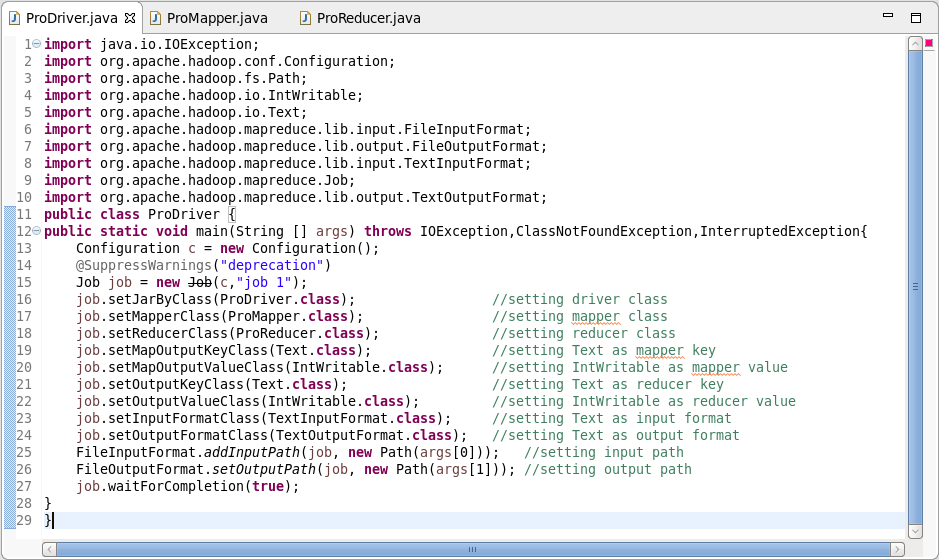 ProDriver.java ProMapper.java ProReducer.java
1 import java.io.IOException;
2 import org.apache.hadoop.conf.Configuration;
3 import org.apache.hadoop.fs.Path;
4 import org.apache.hadoop.io.IntWritable;
5 import org.apache.hadoop.io.Text;
6 import org.apache.hadoop.mapreduce.lib.input.FileInputFormat;
7 import org.apache.hadoop.mapreduce.lib.output.FileOutputFormat;
8 import org.apache.hadoop.mapreduce.lib.input.TextInputFormat;
9 import org.apache.hadoop.mapreduce.Job;
10 import org.apache.hadoop.mapreduce.lib.output.TextOutputFormat;
11 public class ProDriver {
12 public static void main(String [] args) throws IOException,ClassNotFoundException,InterruptedException{
13     Configuration c = new Configuration();
14     @SuppressWarnings("deprecation")
15     Job job = new Job(c,"job 1");
16     job.setJarByClass(ProDriver.class);                 //setting driver class
17     job.setMapperClass(ProMapper.class);                //setting mapper class
18     job.setReducerClass(ProReducer.class);              //setting reducer class
19     job.setMapOutputKeyClass(Text.class);               //setting Text as mapper key
20     job.setMapOutputValueClass(IntWritable.class);      //setting IntWritable as mapper value
21     job.setOutputKeyClass(Text.class);                  //setting Text as reducer key
22     job.setOutputValueClass(IntWritable.class);         //setting IntWritable as reducer value
23     job.setInputFormatClass(TextInputFormat.class);     //setting Text as input format
24     job.setOutputFormatClass(TextOutputFormat.class);   //setting Text as output format
25     FileInputFormat.addInputPath(job, new Path(args[0]));   //setting input path
26     FileOutputFormat.setOutputPath(job, new Path(args[1])); //setting output path
27     job.waitForCompletion(true);
28 }
29 }